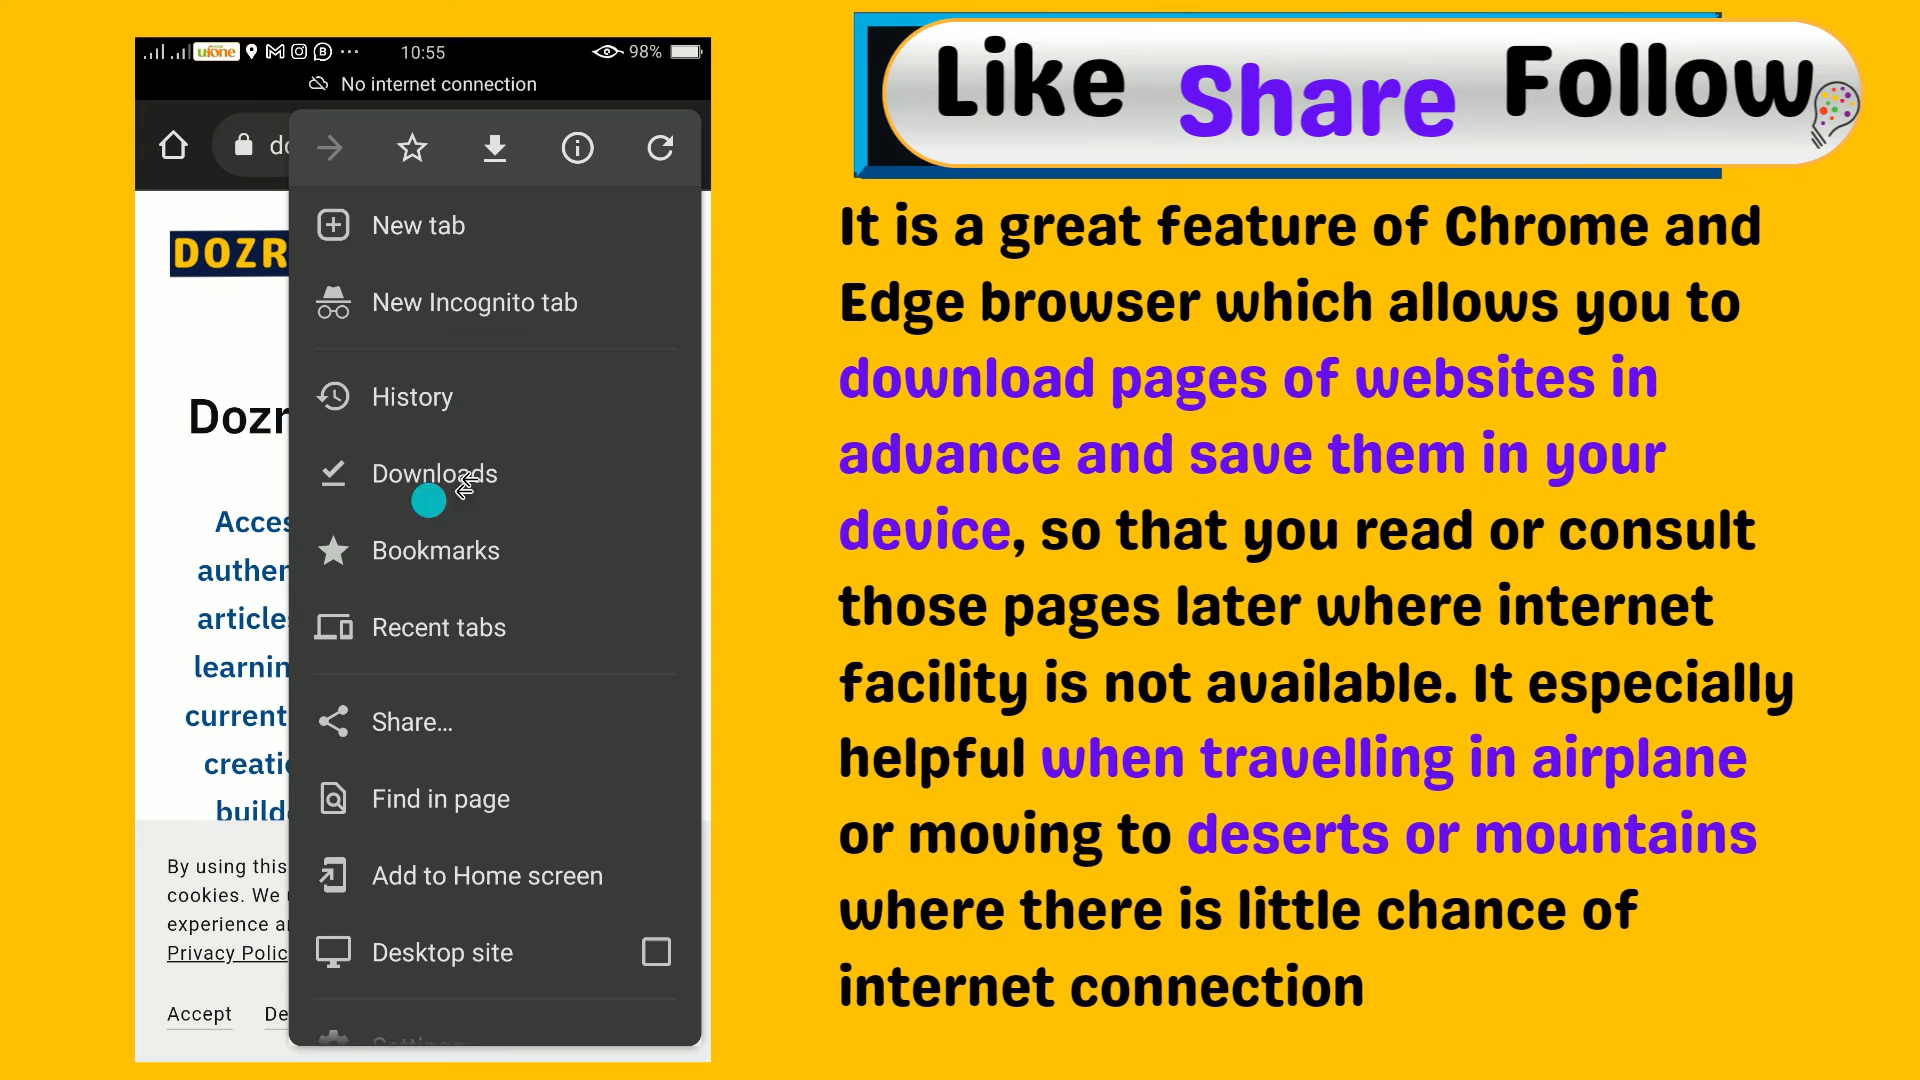 ufone
10:55
98%
No internet connection
New tab
New Incognito tab
History
Downloads
Bookmarks
Recent tabs
Share...
Find in page
Add to Home screen
Desktop site
Settings
DOZR
Dozr
Acces
authen
article
learnin
current
creatic
builde
By using this
cookies. We
experience a
Privacy Polic
Accept De
Like Share Follow
It is a great feature of Chrome and
Edge browser which allows you to
download pages of websites in
advance and save them in your
device, so that you read or consult
those pages later where internet
facility is not available. It especially
helpful when travelling in airplane
or moving to deserts or mountains
where there is little chance of
internet connection